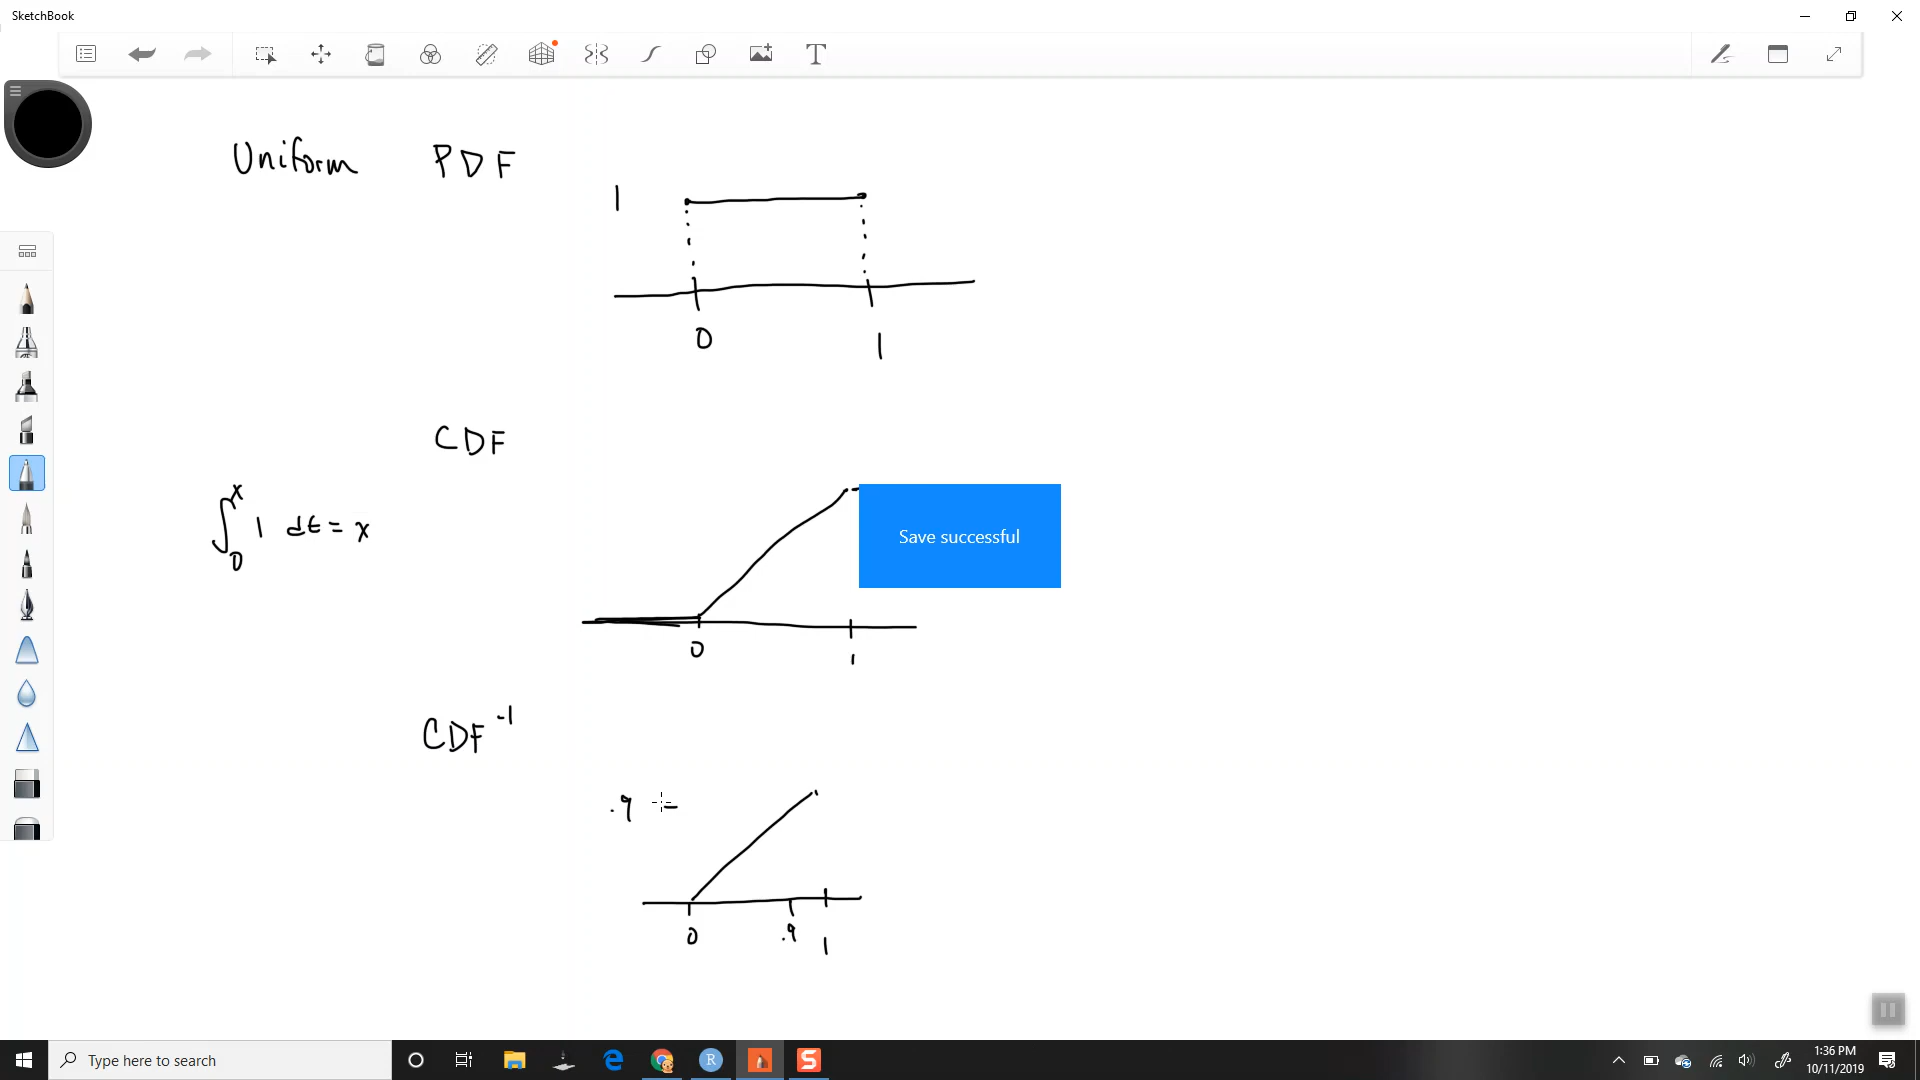 SketchBook
Uniform PDF
1
0 1
CDF
∫₀ˣ 1 dt = x
Save successful
0 1
CDF⁻¹
.9
0 .9 1
Type here to search
1:36 PM
10/11/2019